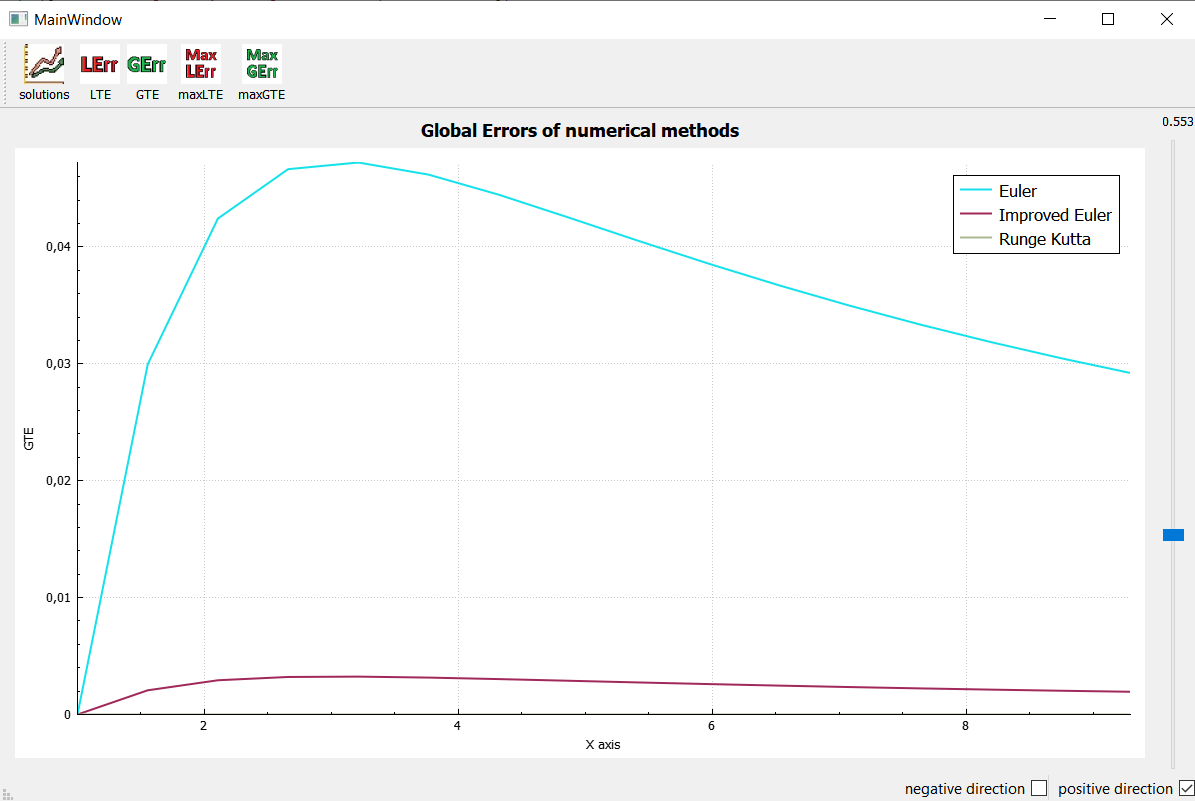 MainWindow
LErr GErr Max LErr Max GErr
solutions LTE GTE maxLTE maxGTE
0.553
Global Errors of numerical methods
Euler
Improved Euler
Runge Kutta
0,04
0,03
GTE
0,02
0,01
0
2 4 6 8
X axis
negative direction positive direction